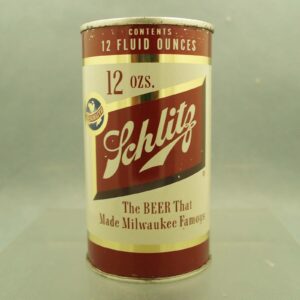 CONTENTS
12 FLUID OUNCES
12 OZS.
Schlitz
The BEER That
Made Milwaukee Famous